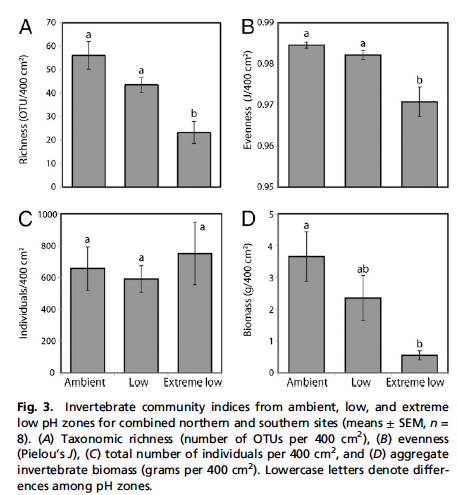 A
Richness (OTU/400 cm²)
70
60
50
40
30
20
10
0
a
a
b
B
Evenness (J/400 cm²)
0.99
0.98
0.97
0.96
0.95
a
a
b
C
Individuals/400 cm²
1000
800
600
400
200
0
a
a
a
Ambient
Low
Extreme low
D
Biomass (g/400 cm²)
5
4
3
2
1
0
a
ab
b
Ambient
Low
Extreme low
Fig. 3. Invertebrate community indices from ambient, low, and extreme
low pH zones for combined northern and southern sites (means ± SEM, n =
8). (A) Taxonomic richness (number of OTUs per 400 cm²), (B) evenness
(Pielou's J), (C) total number of individuals per 400 cm², and (D) aggregate
invertebrate biomass (grams per 400 cm²). Lowercase letters denote differ-
ences among pH zones.